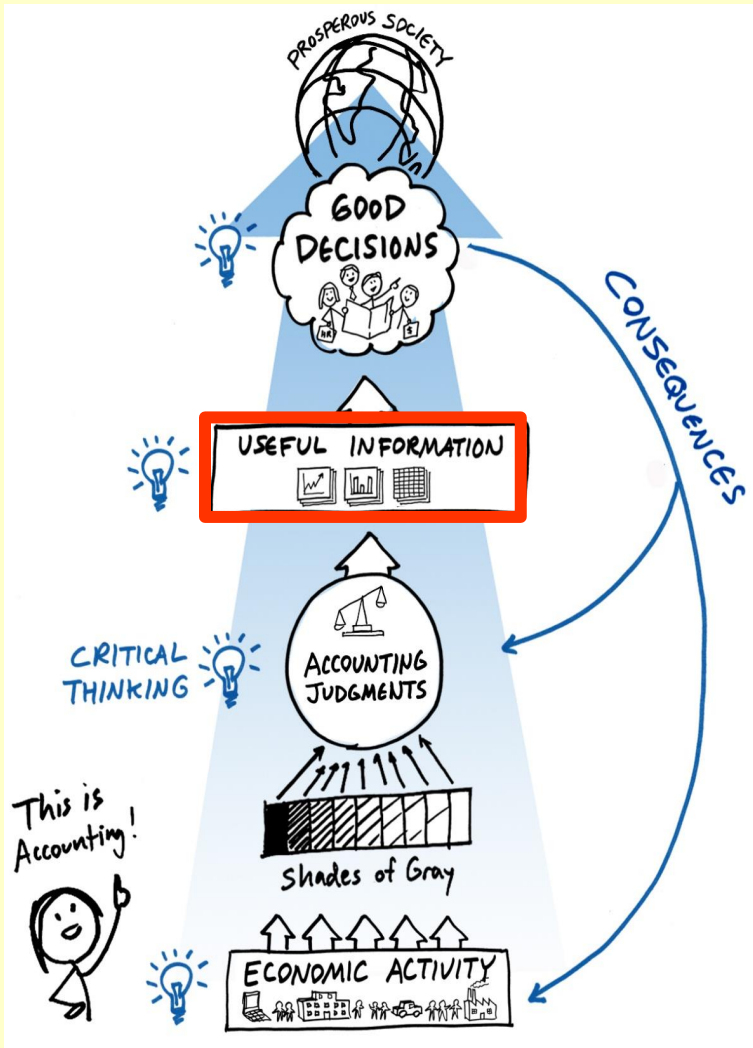 PROSPEROUS SOCIETY
GOOD
DECISIONS
HR
$
CONSEQUENCES
USEFUL INFORMATION
CRITICAL
THINKING
ACCOUNTING
JUDGMENTS
This is
Accounting!
Shades of Gray
ECONOMIC ACTIVITY